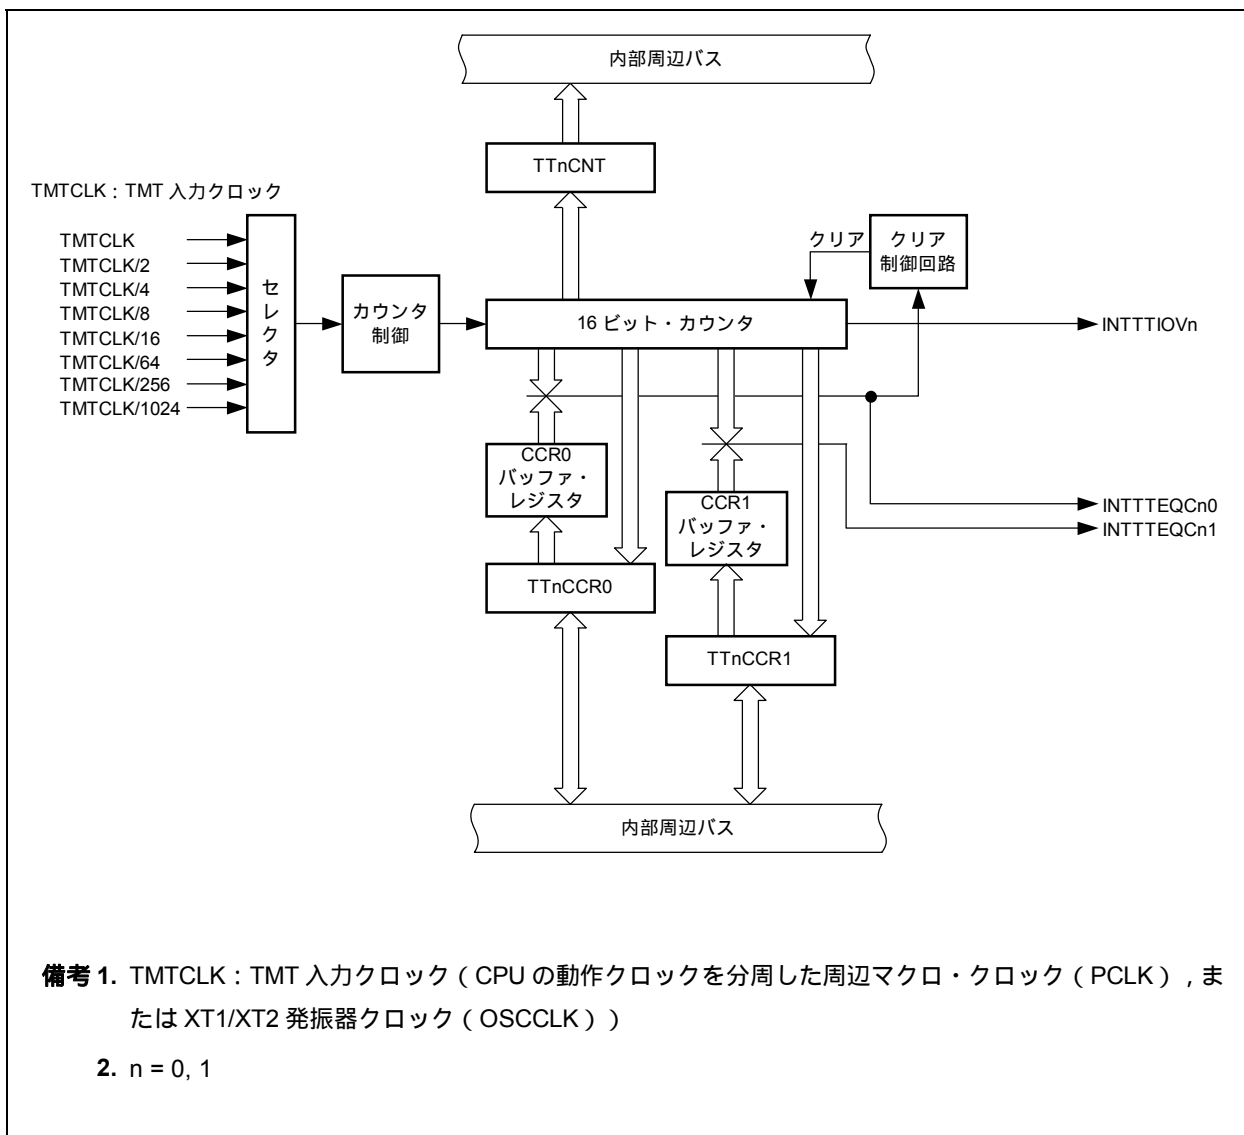 内部周辺バス
TTnCNT
TMTCLK：TMT 入力クロック
TMTCLK
TMTCLK/2
TMTCLK/4
TMTCLK/8
TMTCLK/16
TMTCLK/64
TMTCLK/256
TMTCLK/1024
セレクタ
カウンタ
制御
16 ビット・カウンタ
クリア
クリア
制御回路
INTTTIOVn
CCR0
バッファ・
レジスタ
CCR1
バッファ・
レジスタ
INTTTEQCn0
INTTTEQCn1
TTnCCR0
TTnCCR1
内部周辺バス
備考 1. TMTCLK：TMT 入力クロック（CPU の動作クロックを分周した周辺マクロ・クロック（PCLK），ま
たは XT1/XT2 発振器クロック（OSCCLK））
2. n = 0, 1